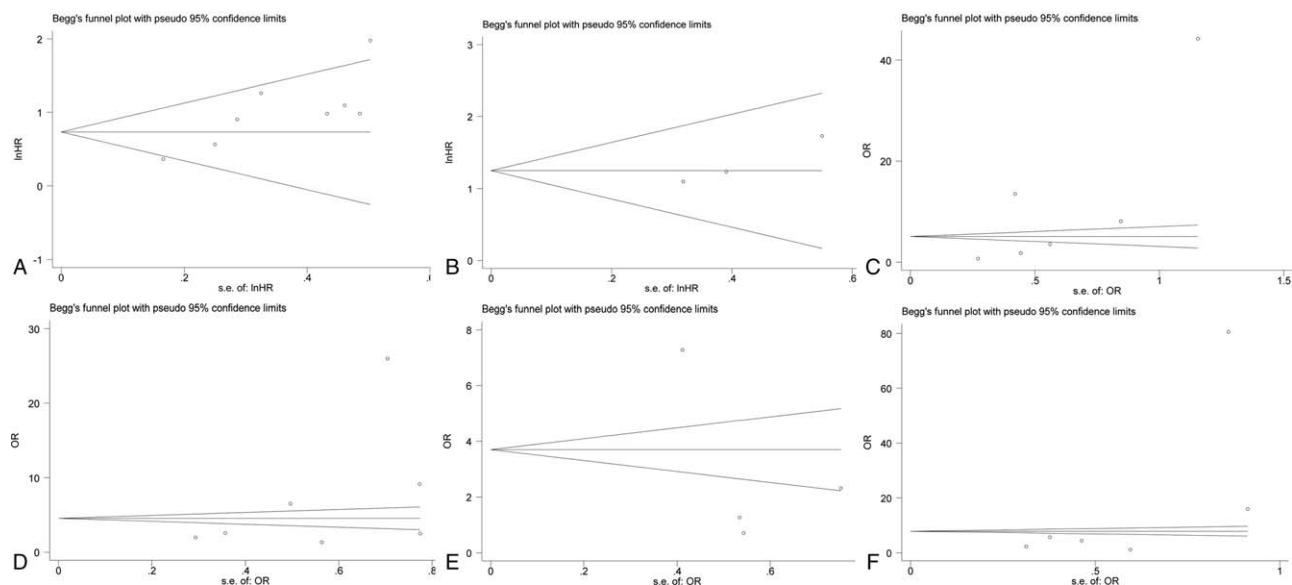 Begg's funnel plot with pseudo 95% confidence limits
2
1
0
-1
lnHR
0
.2
.4
s.e. of: lnHR
A
Begg's funnel plot with pseudo 95% confidence limits
3
2
1
0
lnHR
0
.2
.4
.6
s.e. of: lnHR
B
Begg's funnel plot with pseudo 95% confidence limits
40
20
0
OR
0
.5
1
1.5
s.e. of: OR
C
Begg's funnel plot with pseudo 95% confidence limits
30
20
10
0
OR
0
.2
.4
.6
.8
s.e. of: OR
D
Begg's funnel plot with pseudo 95% confidence limits
8
6
4
2
0
OR
0
.2
.4
.6
s.e. of: OR
E
Begg's funnel plot with pseudo 95% confidence limits
80
60
40
20
0
OR
0
.5
1
s.e. of: OR
F